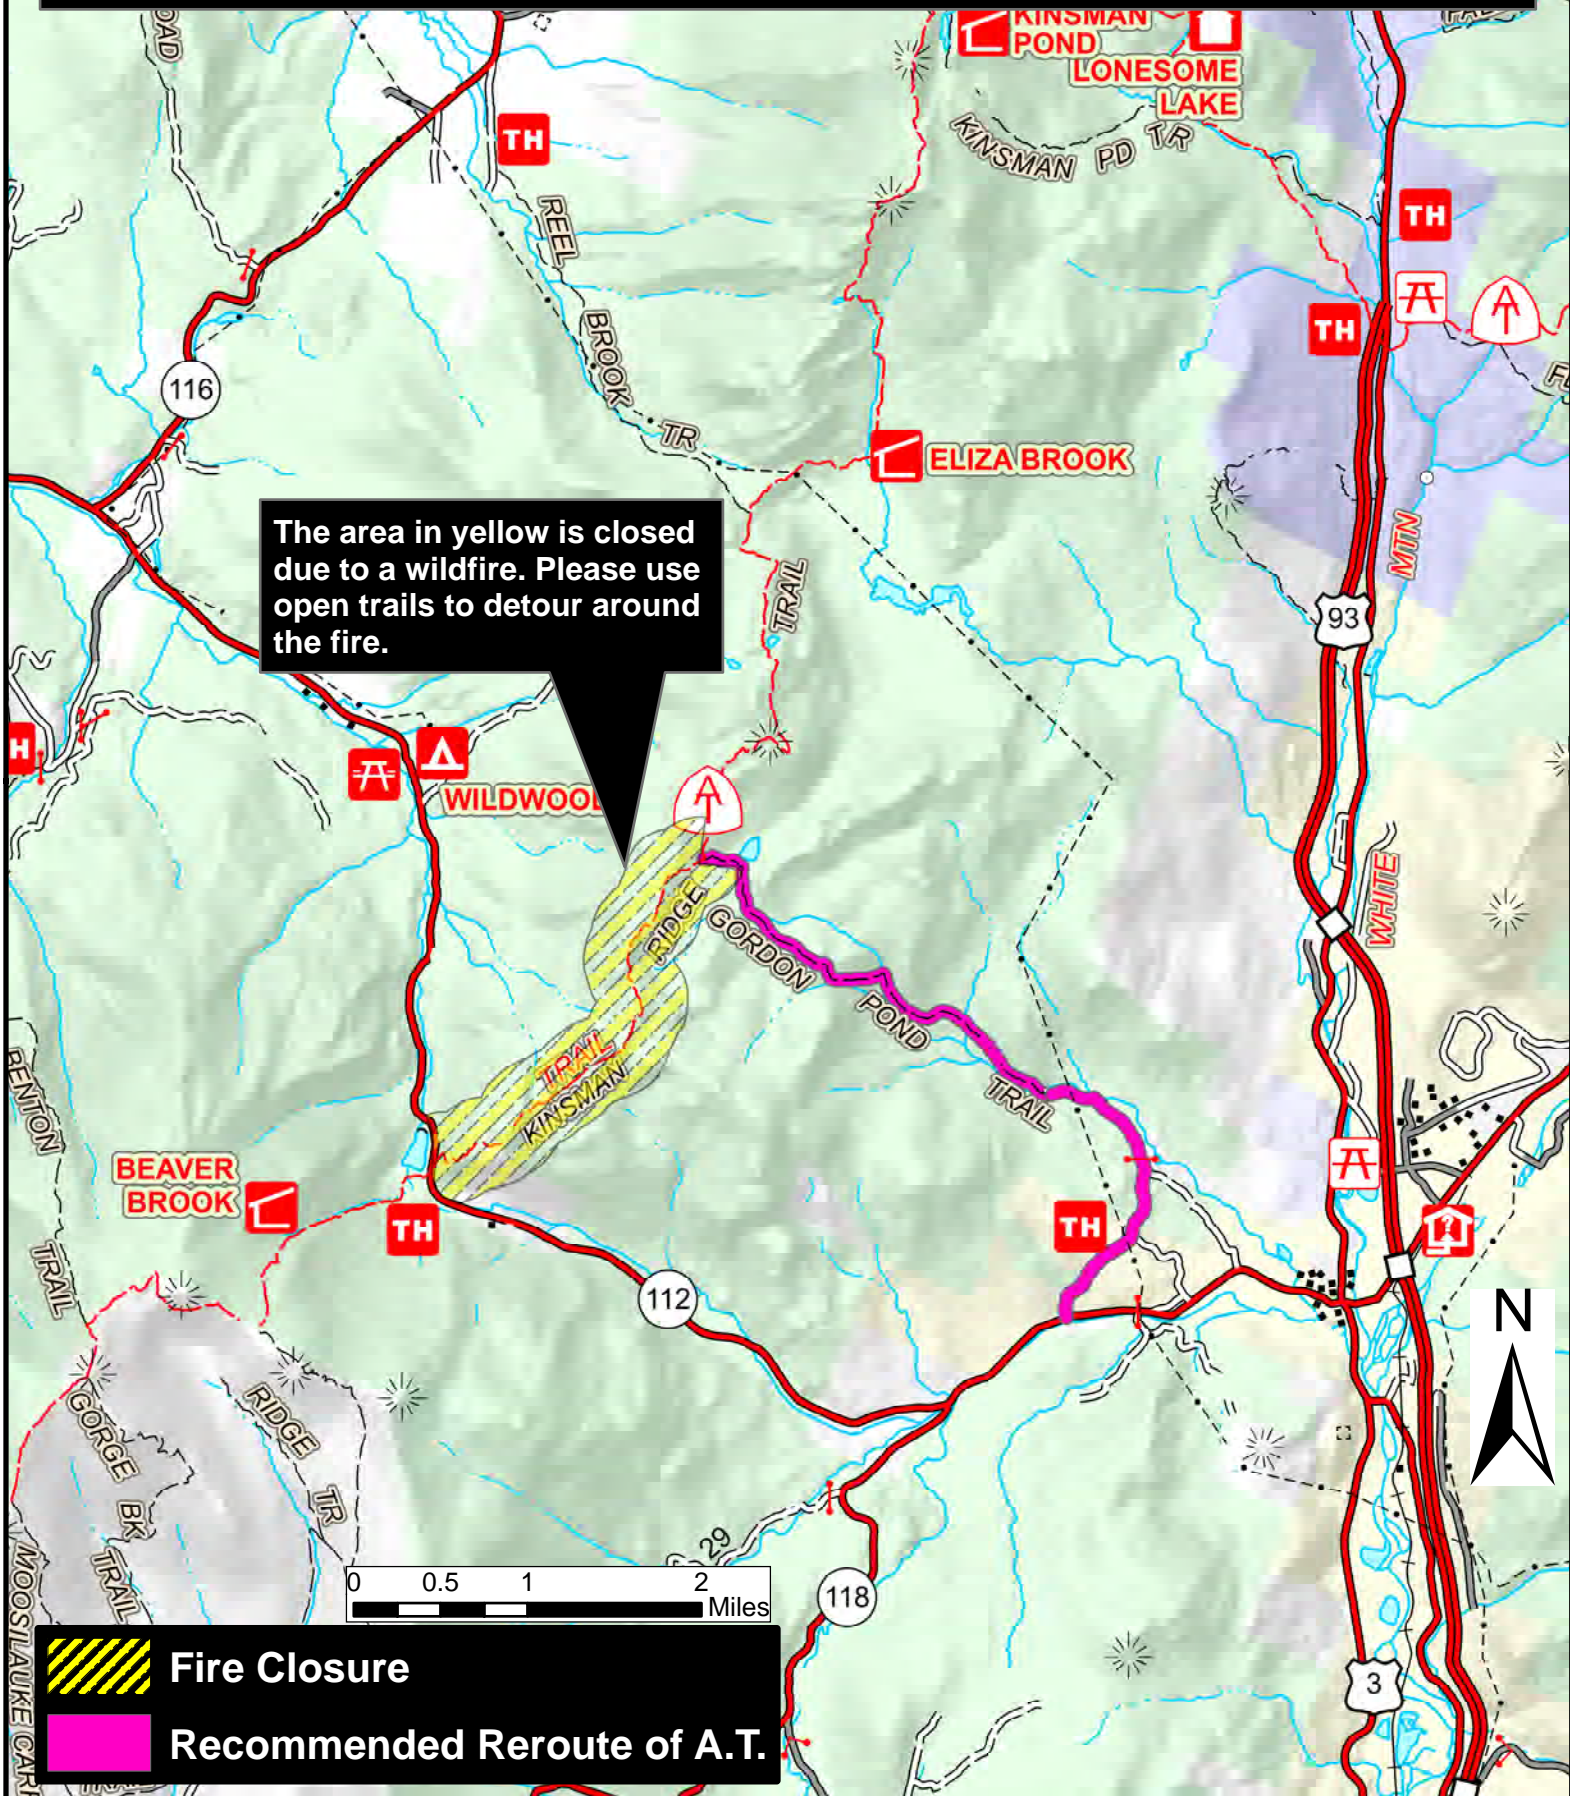 OAD
KINSMAN
POND
LONESOME
LAKE
KINSMAN PD TR
TH
TH
TH
REEL
BROOK
TR
116
ELIZA BROOK
The area in yellow is closed
due to a wildfire. Please use
open trails to detour around
the fire.
TRAIL
MTN
93
H
WILDWOO
WHITE
RIDGE
GORDON
POND
TRAIL
TRAIL
KINSMAN
BENTON
TRAIL
BEAVER
BROOK
TH
TH
112
N
GORGE
BK
TRAIL
RIDGE
TR
29
118
3
MOOSILAUKE CAR
0 0.5 1 2
Miles
Fire Closure
Recommended Reroute of A.T.